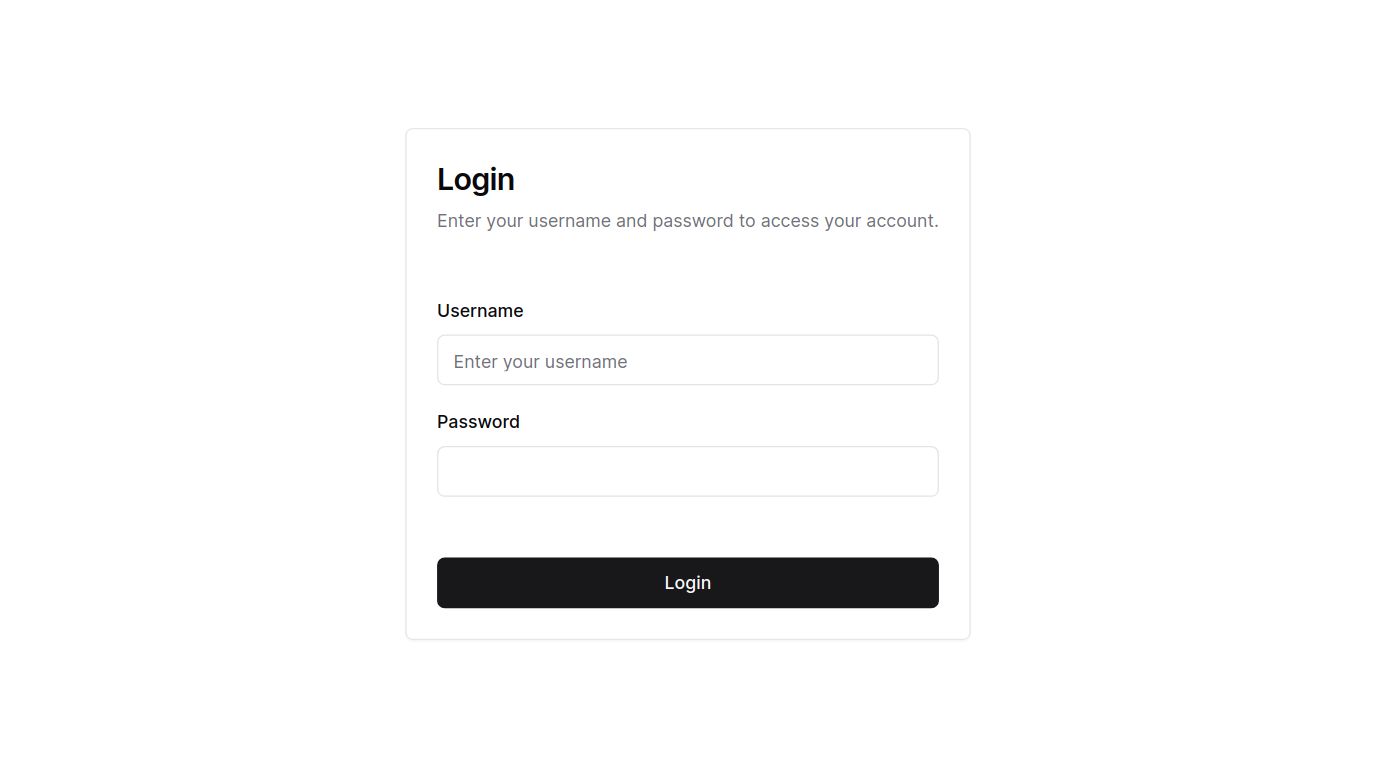 Login
Enter your username and password to access your account.
Username
Enter your username
Password
Login